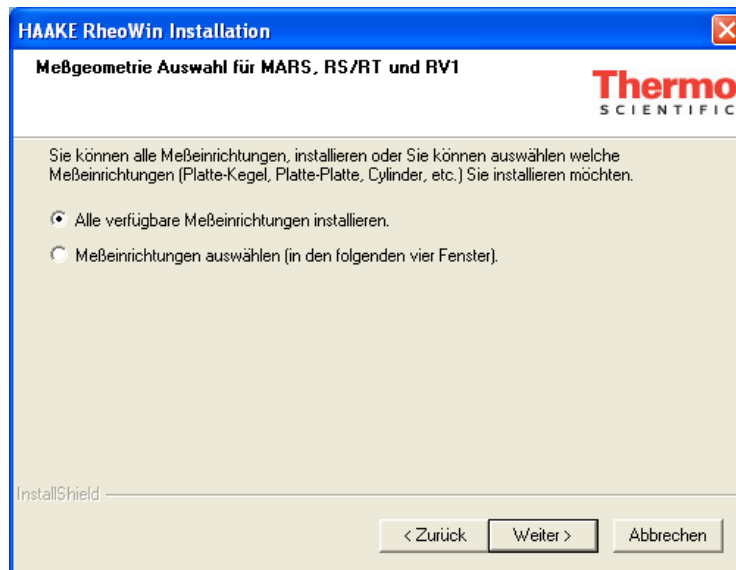 HAAKE RheoWin Installation
Meßgeometrie Auswahl für MARS, RS/RT und RV1
Thermo
SCIENTIFIC
Sie können alle Meßeinrichtungen, installieren oder Sie können auswählen welche
Meßeinrichtungen (Platte-Kegel, Platte-Platte, Cylinder, etc.) Sie installieren möchten.
Alle verfügbare Meßeinrichtungen installieren.
Meßeinrichtungen auswählen (in den folgenden vier Fenster).
InstallShield
< Zurück
Weiter >
Abbrechen